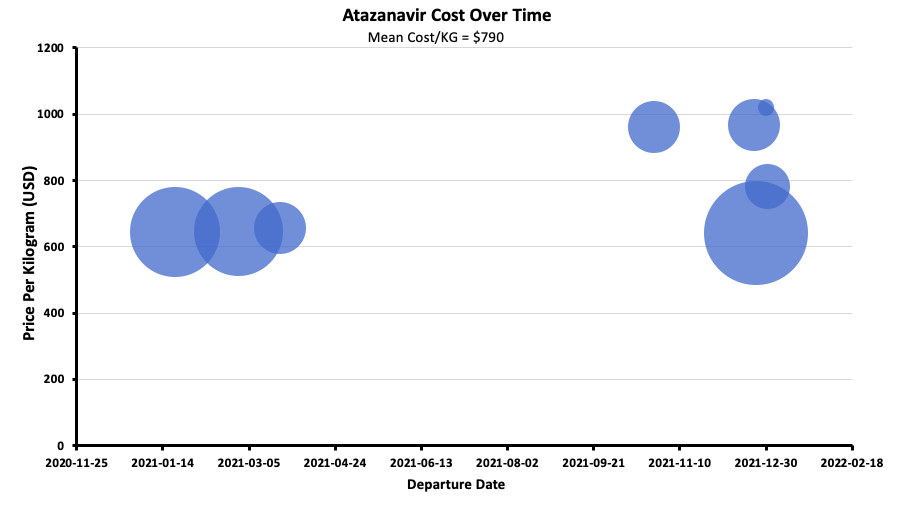 Atazanavir Cost Over Time
Mean Cost/KG = $790
Price Per Kilogram (USD)
1200
1000
800
600
400
200
0
2020-11-25 2021-01-14 2021-03-05 2021-04-24 2021-06-13 2021-08-02 2021-09-21 2021-11-10 2021-12-30 2022-02-18
Departure Date